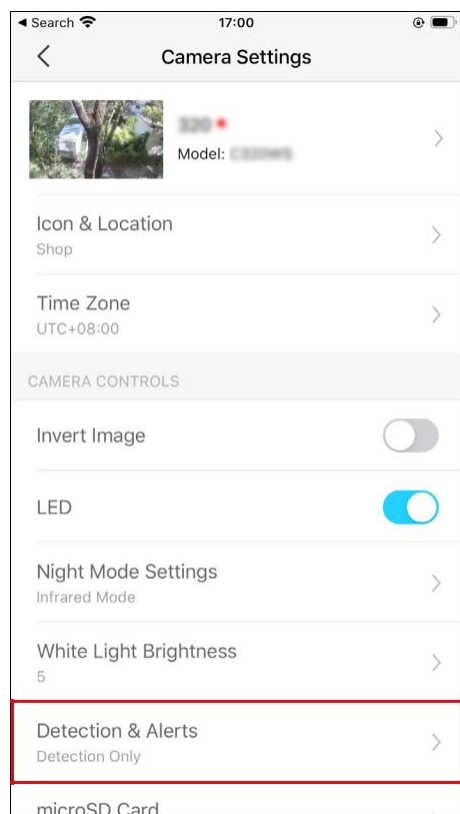 Search
17:00
Camera Settings
Model:
Icon & Location
Shop
Time Zone
UTC+08:00
CAMERA CONTROLS
Invert Image
LED
Night Mode Settings
Infrared Mode
White Light Brightness
5
Detection & Alerts
Detection Only
microSD Card